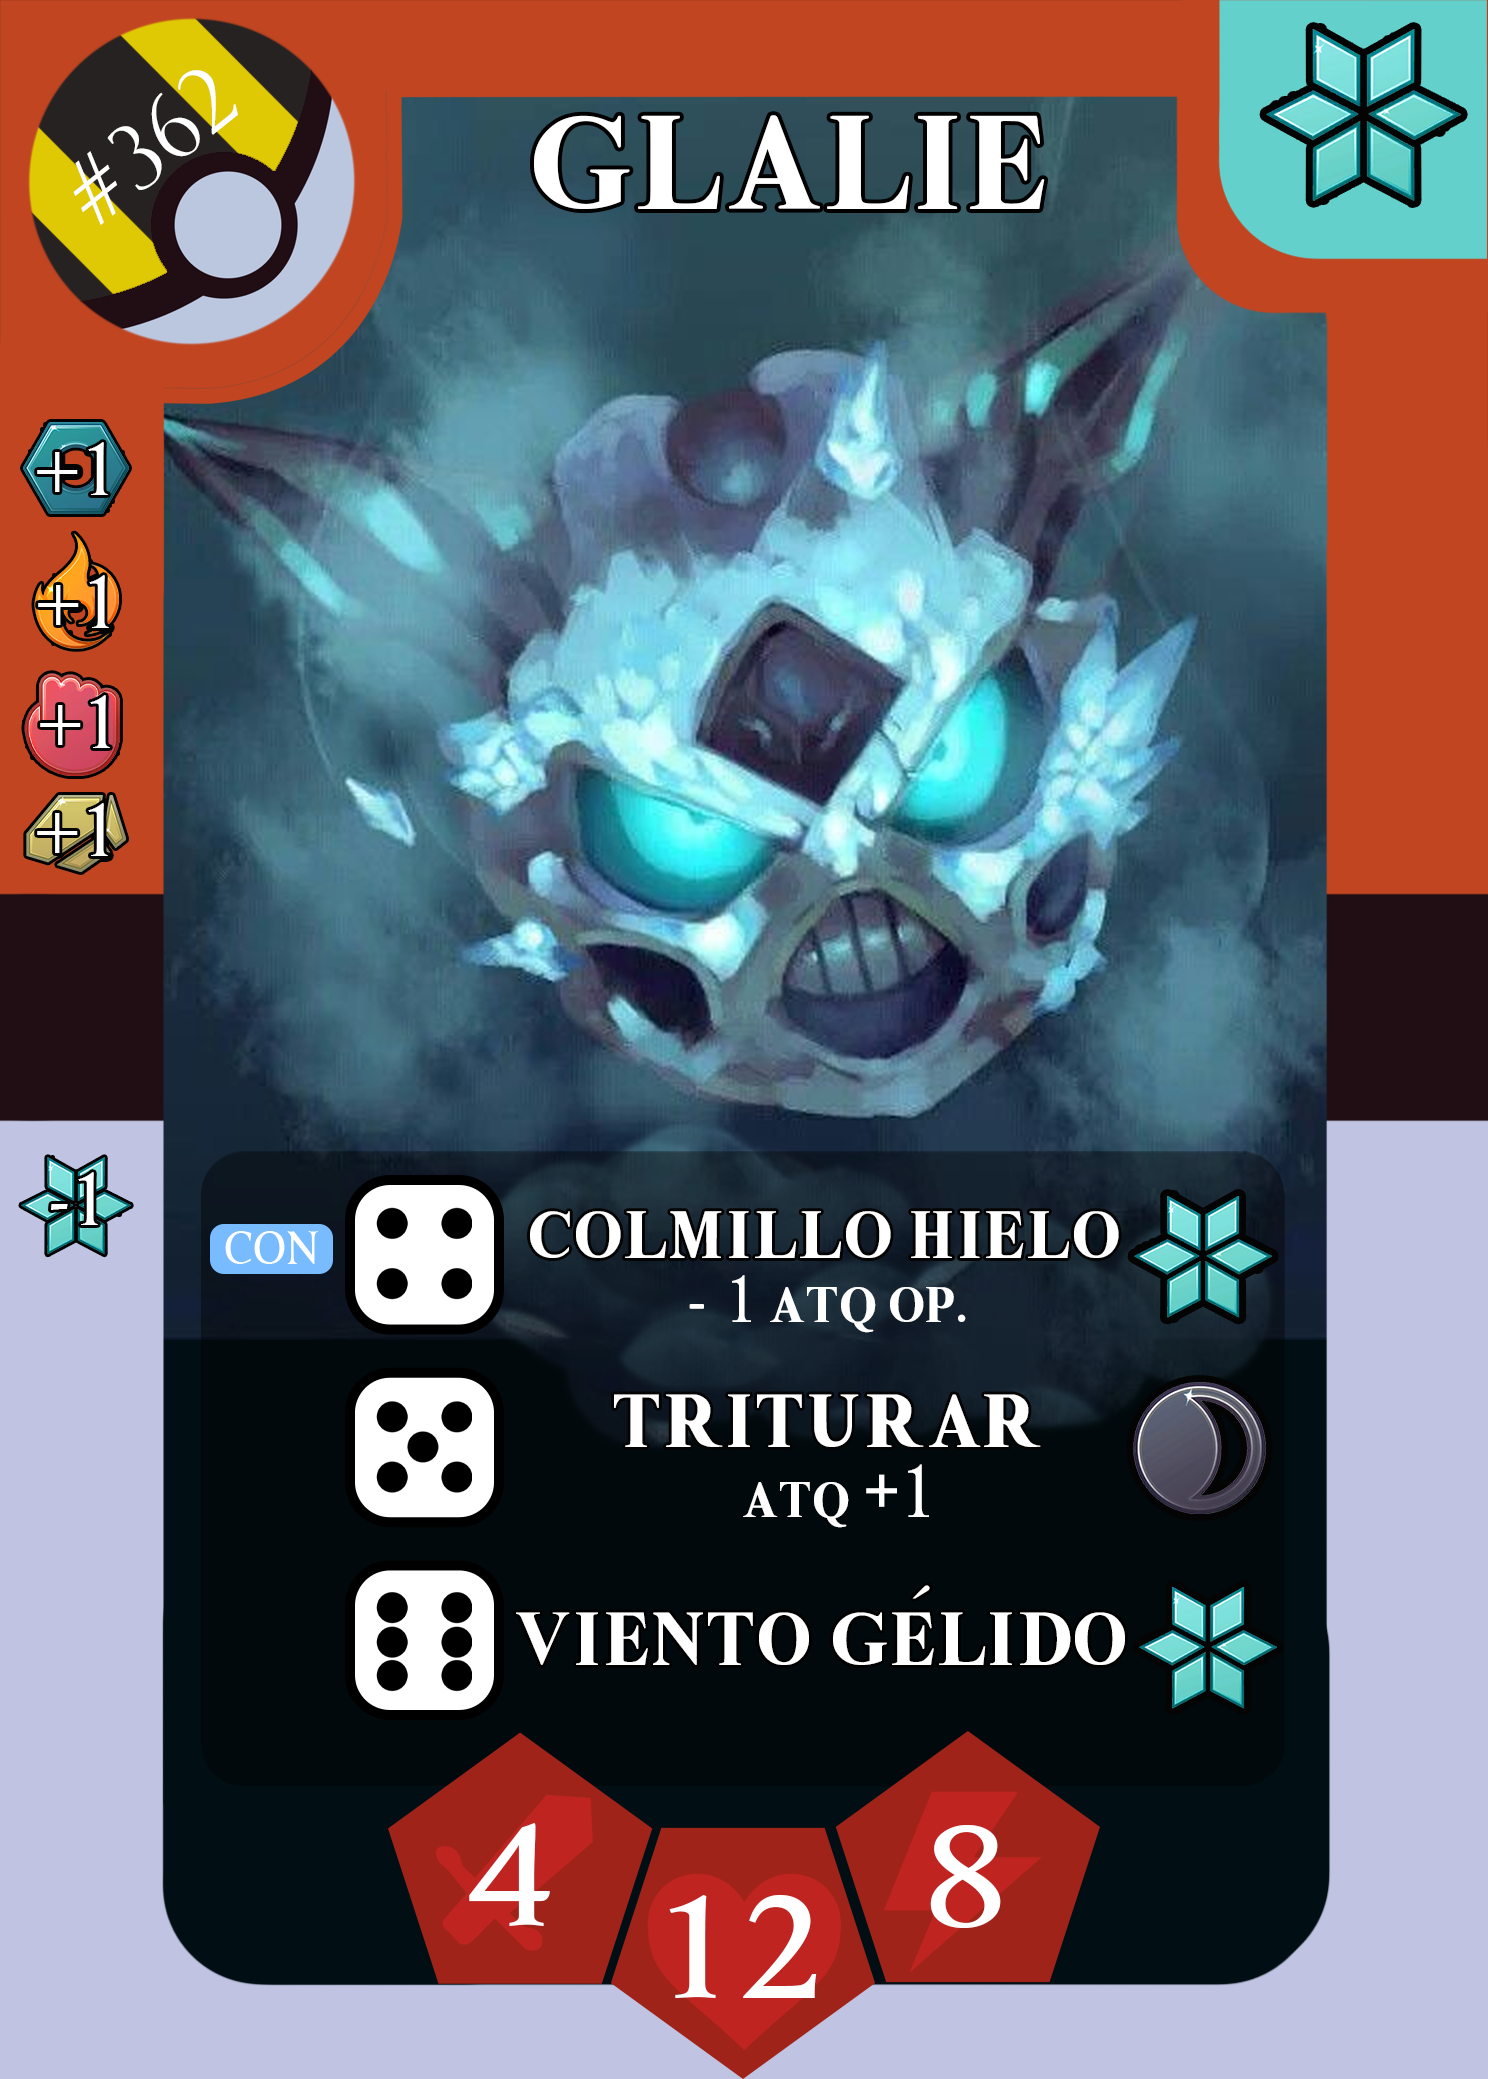 #362
GLALIE
+1
+1
+1
+1
-1
CON
COLMILLO HIELO
- 1 ATQ OP.
TRITURAR
ATQ +1
VIENTO GÉLIDO
4
12
8